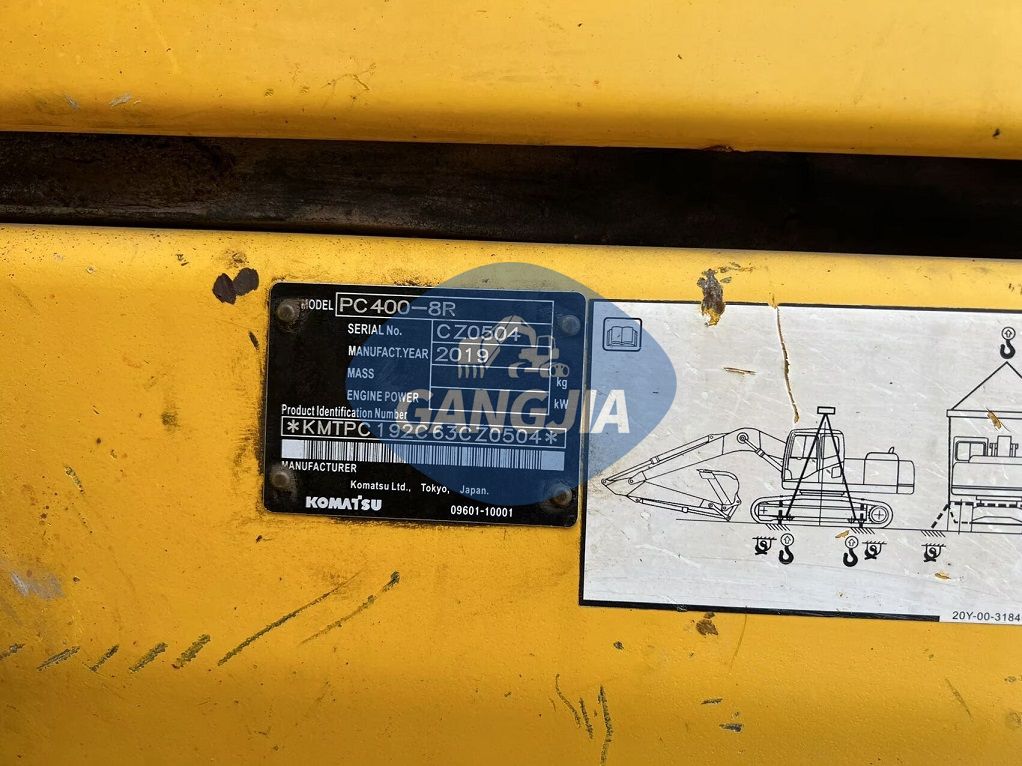 MODEL PC400-8R
SERIAL No. CZ0504
MANUFACT.YEAR 2019
MASS kg
ENGINE POWER kW
GANGJIA
Product Identification Number
*KMTPC192C63CZ0504*
MANUFACTURER
Komatsu Ltd., Tokyo, Japan.
KOMATSU 09601-10001
20Y-00-3184